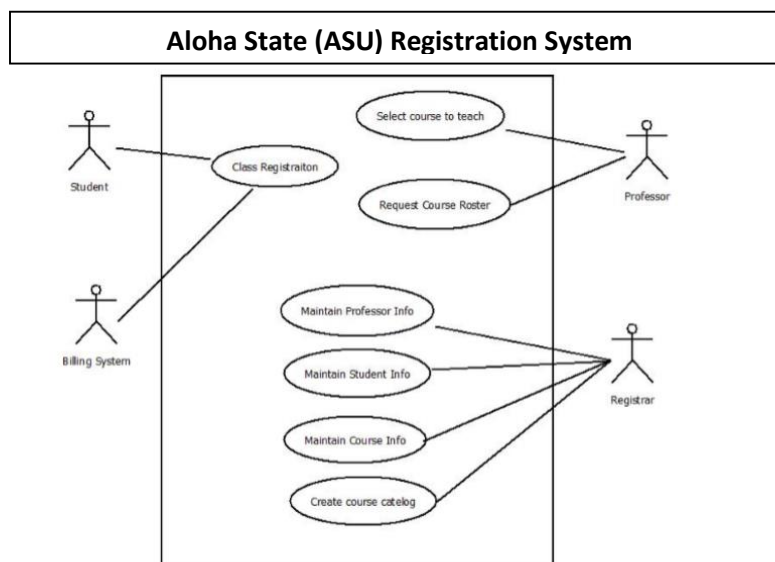 Aloha State (ASU) Registration System
Select course to teach
Student
Class Registraiton
Professor
Request Course Roster
Billing System
Maintain Professor Info
Maintain Student Info
Registrar
Maintain Course Info
Create course catelog